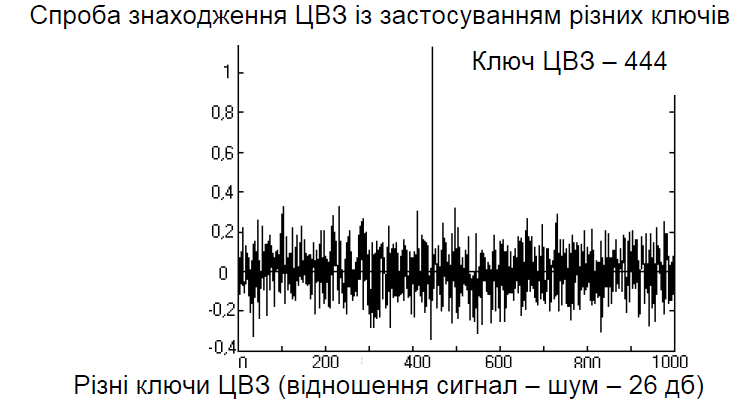 Спроба знаходження ЦВЗ із застосуванням різних ключів
Ключ ЦВЗ – 444
1
0,8
0,6
0,4
0,2
0
-0,2
-0,4
0 200 400 600 800 1000
Різні ключи ЦВЗ (відношення сигнал – шум – 26 дб)